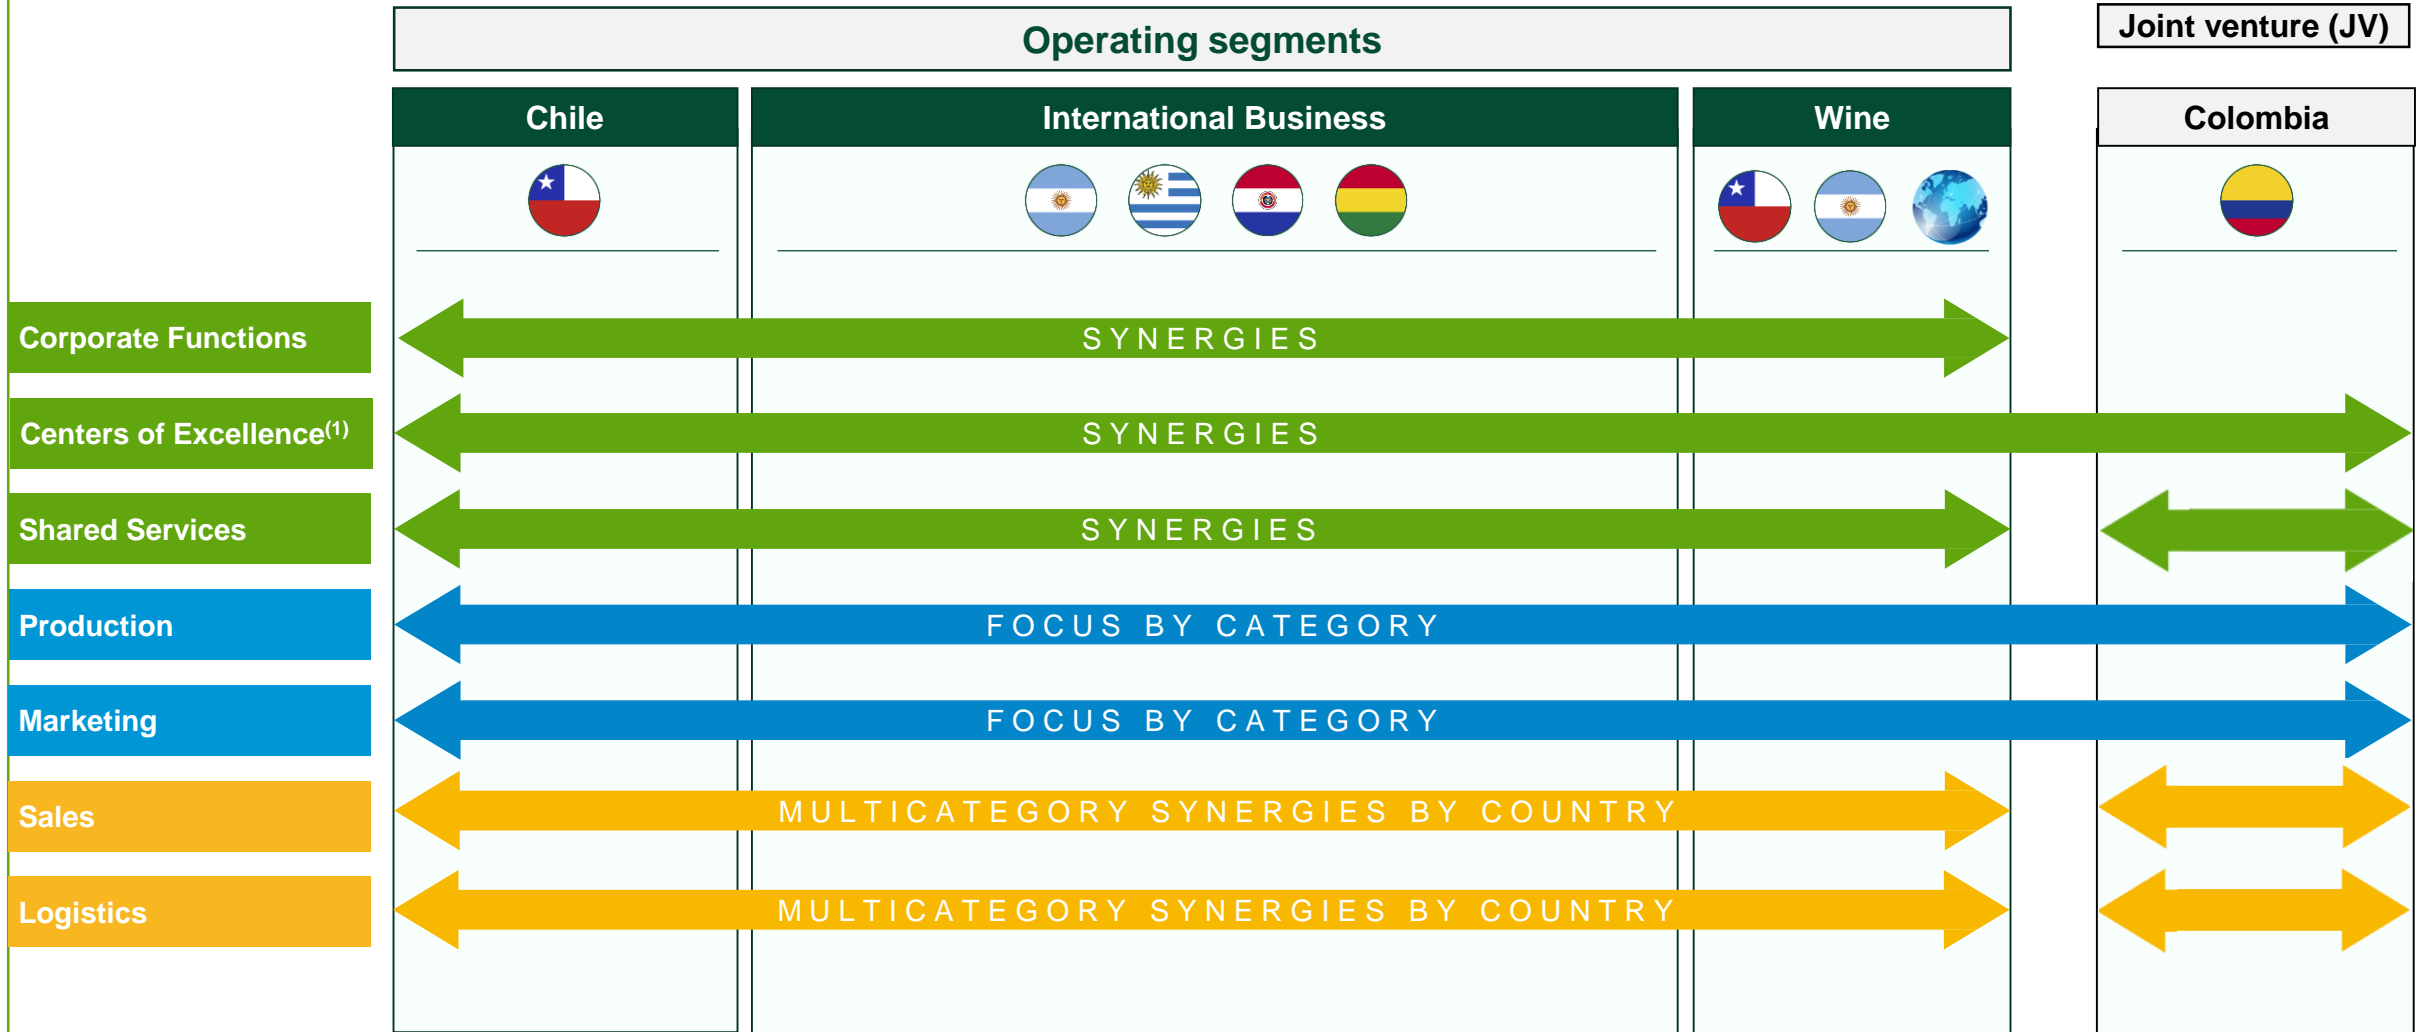 Operating segments
Joint venture (JV)
Chile
International Business
Wine
Colombia
Corporate Functions
SYNERGIES
Centers of Excellence(1)
SYNERGIES
Shared Services
SYNERGIES
Production
FOCUS BY CATEGORY
Marketing
FOCUS BY CATEGORY
Sales
MULTICATEGORY SYNERGIES BY COUNTRY
Logistics
MULTICATEGORY SYNERGIES BY COUNTRY